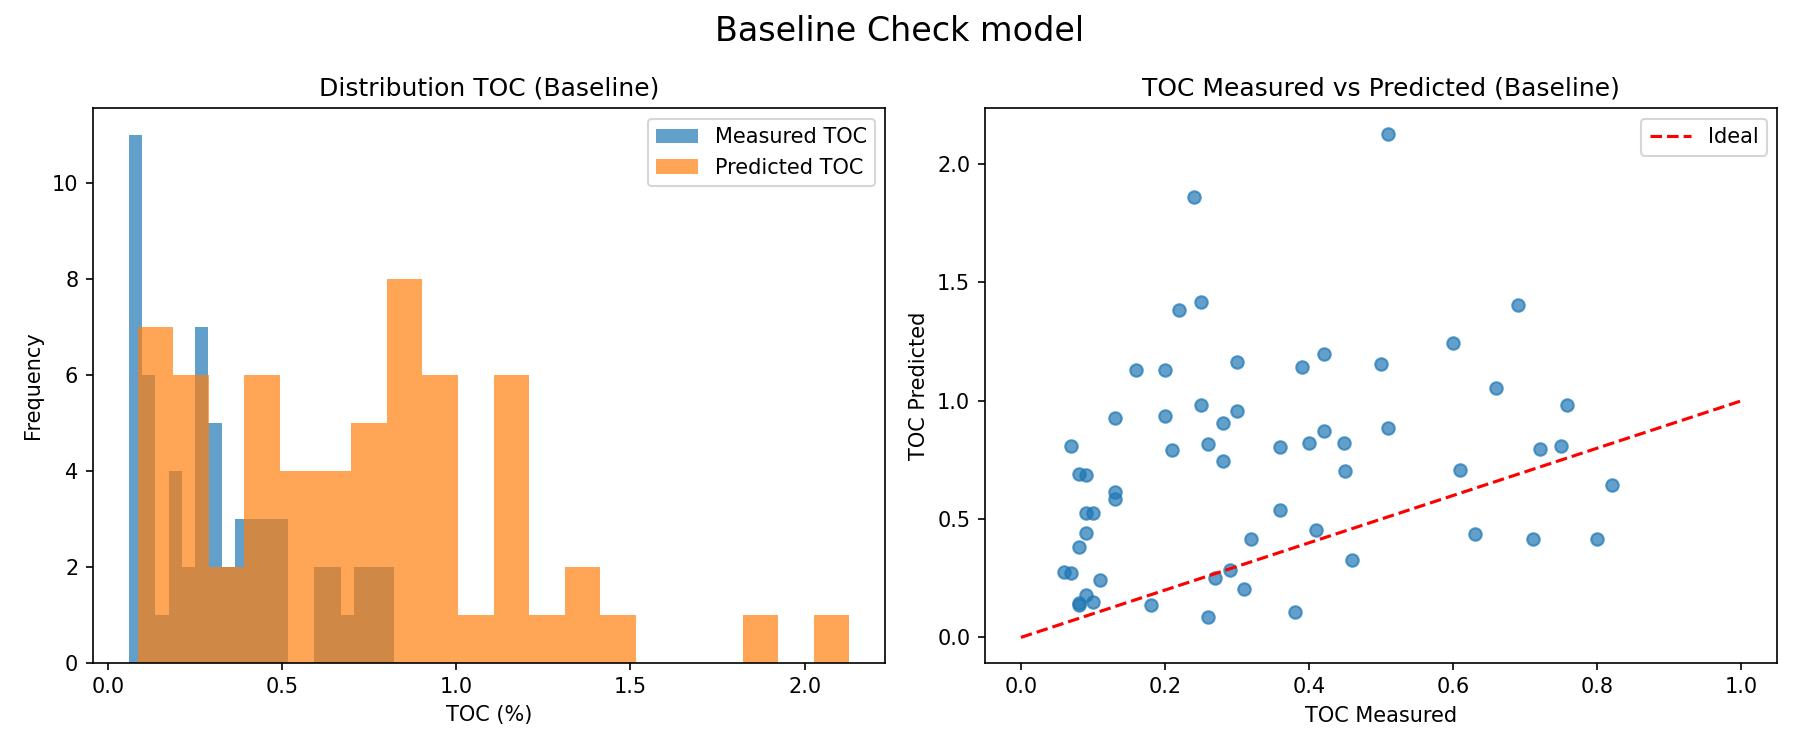 Baseline Check model
Distribution TOC (Baseline)
Measured TOC
Predicted TOC
Frequency
10
8
6
4
2
0
0.0 0.5 1.0 1.5 2.0
TOC (%)
TOC Measured vs Predicted (Baseline)
Ideal
TOC Predicted
2.0
1.5
1.0
0.5
0.0
0.0 0.2 0.4 0.6 0.8 1.0
TOC Measured